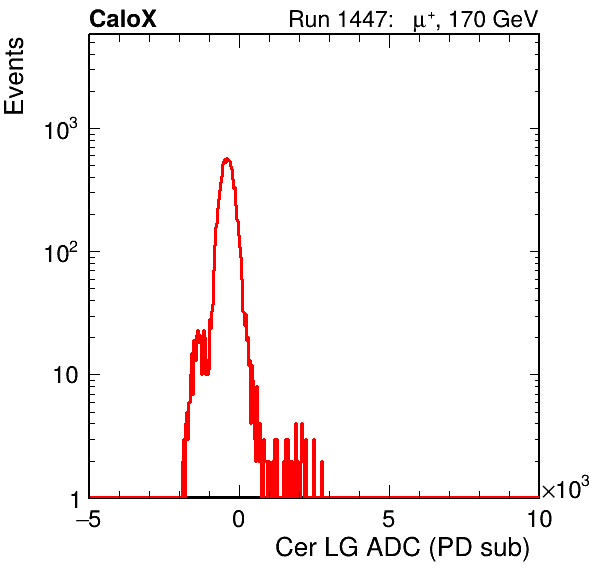 CaloX Run 1447: μ⁺, 170 GeV
Events
10³
10²
10
1
−5 0 5 10
×10³
Cer LG ADC (PD sub)